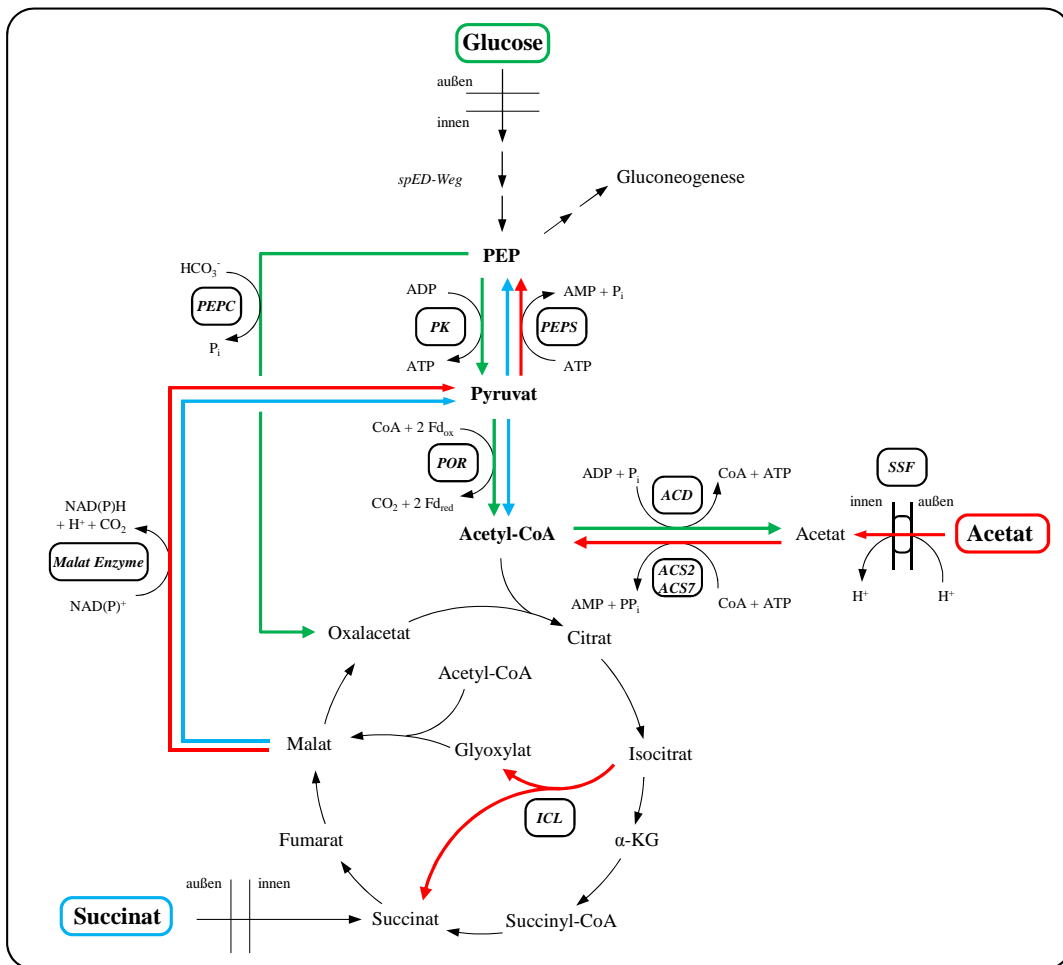 Glucose
außen
innen
spED-Weg
Gluconeogenese
PEP
HCO₃⁻
PEPC
Pᵢ
ADP
PK
ATP
AMP + Pᵢ
PEPS
ATP
Pyruvat
CoA + 2 Fdₒₓ
POR
CO₂ + 2 Fd_red
ADP + Pᵢ
ACD
CoA + ATP
SSF
innen
außen
NAD(P)H
+ H⁺ + CO₂
Malat Enzyme
NAD(P)⁺
Acetyl-CoA
Acetat
Acetat
ACS2
ACS7
AMP + PPᵢ
CoA + ATP
H⁺
H⁺
Oxalacetat
Citrat
Acetyl-CoA
Malat
Glyoxylat
Isocitrat
ICL
Fumarat
α-KG
außen
innen
Succinat
Succinat
Succinyl-CoA